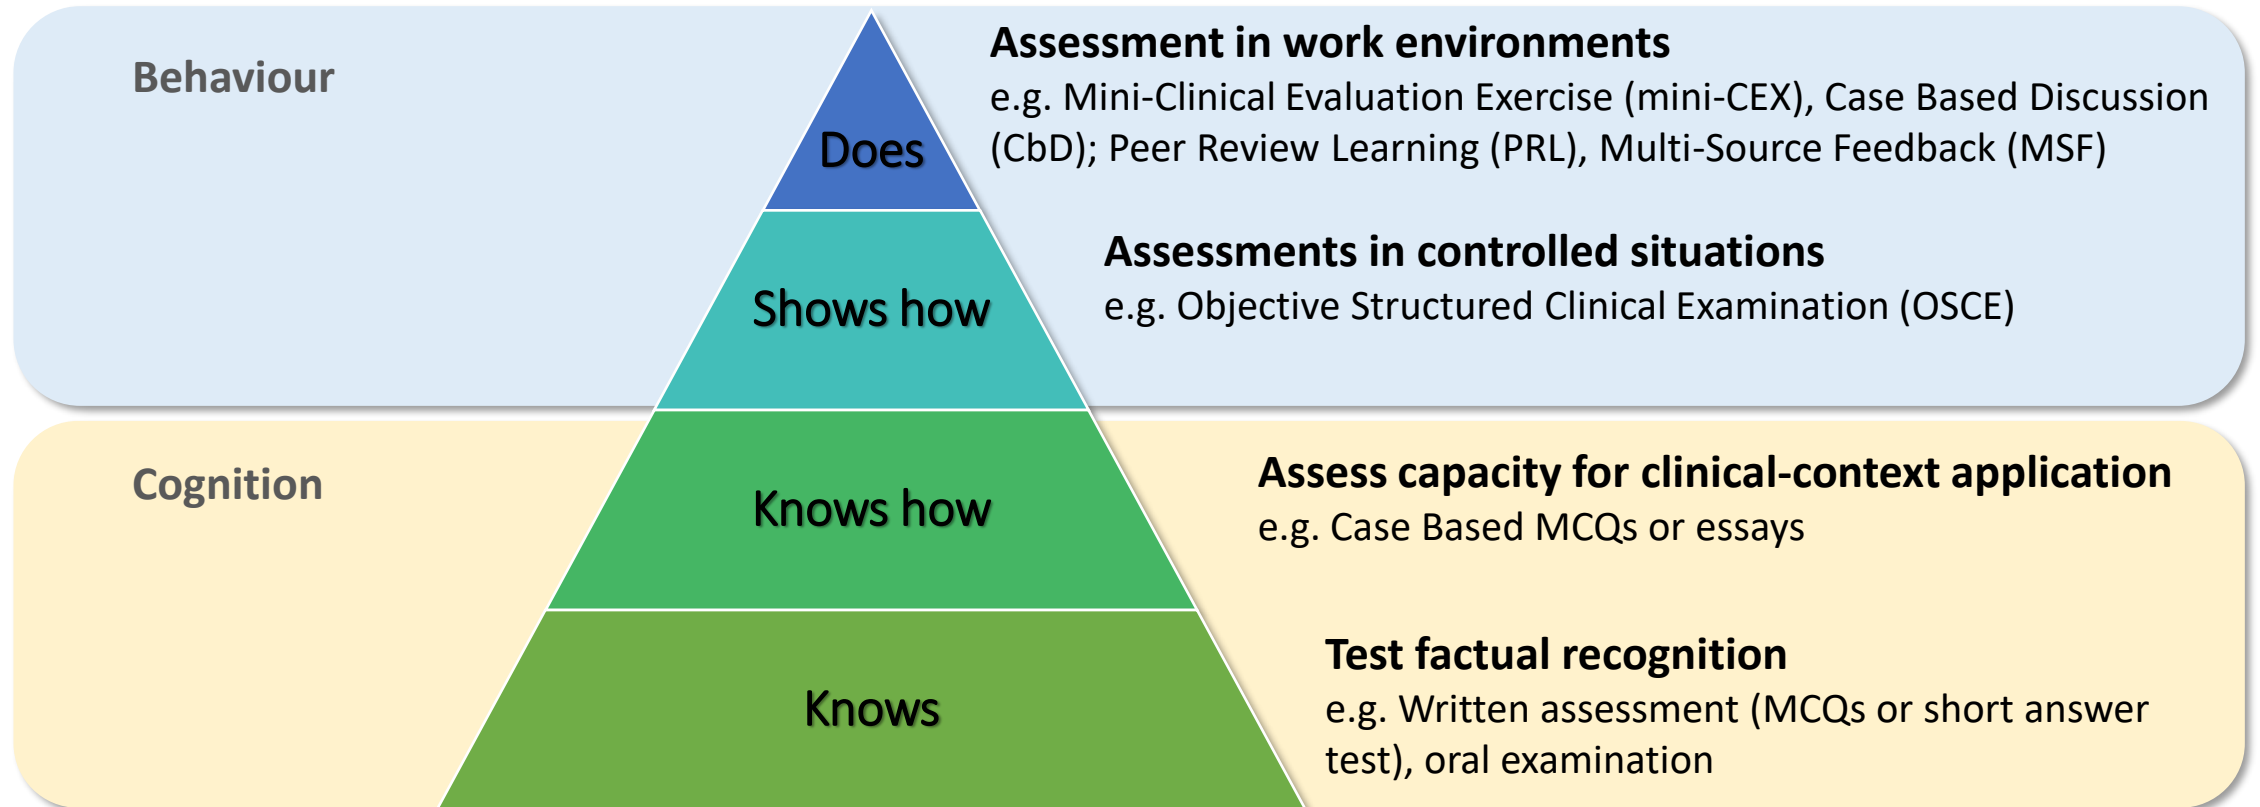 Behaviour
Does
Assessment in work environments
e.g. Mini-Clinical Evaluation Exercise (mini-CEX), Case Based Discussion
(CbD); Peer Review Learning (PRL), Multi-Source Feedback (MSF)
Shows how
Assessments in controlled situations
e.g. Objective Structured Clinical Examination (OSCE)
Cognition
Knows how
Assess capacity for clinical-context application
e.g. Case Based MCQs or essays
Knows
Test factual recognition
e.g. Written assessment (MCQs or short answer
test), oral examination